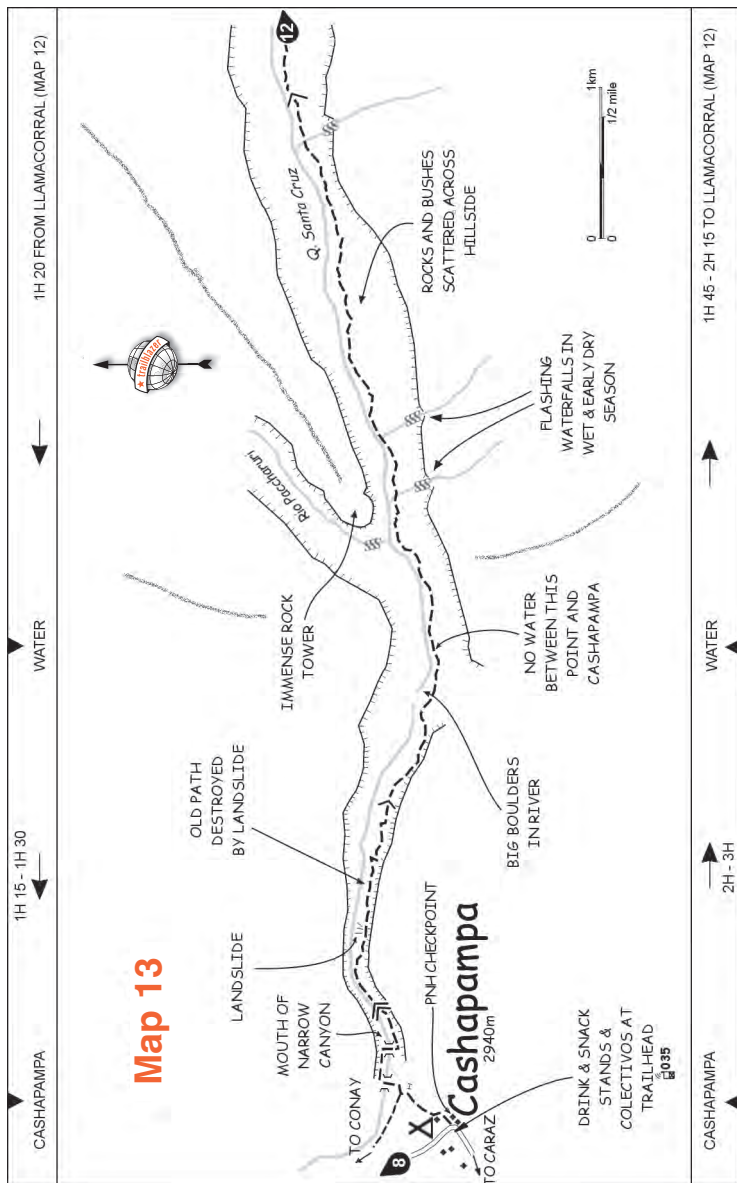 1H 20 FROM LLAMACORRAL (MAP 12)
WATER
1H 15 - 1H 30
CASHAPAMPA
Map 13
trailblazer
12
Q. Santa Cruz
Rio Paccharuri
IMMENSE ROCK
TOWER
ROCKS AND BUSHES
SCATTERED ACROSS
HILLSIDE
FLASHING
WATERFALLS IN
WET & EARLY DRY
SEASON
NO WATER
BETWEEN THIS
POINT AND
CASHAPAMPA
OLD PATH
DESTROYED
BY LANDSLIDE
BIG BOULDERS
IN RIVER
LANDSLIDE
MOUTH OF
NARROW
CANYON
PNH CHECKPOINT
Cashapampa
2940m
TO CONAY
8
TO CARAZ
DRINK & SNACK
STANDS &
COLECTIVOS AT
TRAILHEAD
035
0 1km
0 1/2 mile
CASHAPAMPA
2H - 3H
WATER
1H 45 - 2H 15 TO LLAMACORRAL (MAP 12)